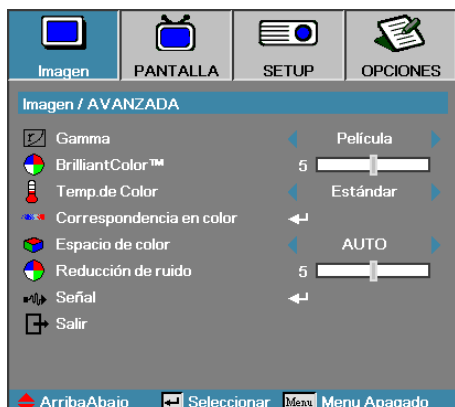 Imagen PANTALLA SETUP OPCIONES
Imagen / AVANZADA
Gamma Película
BrilliantColor™ 5
Temp.de Color Estándar
Correspondencia en color
Espacio de color AUTO
Reducción de ruido 5
Señal
Salir
ArribaAbajo Seleccionar Menu Menu Apagado